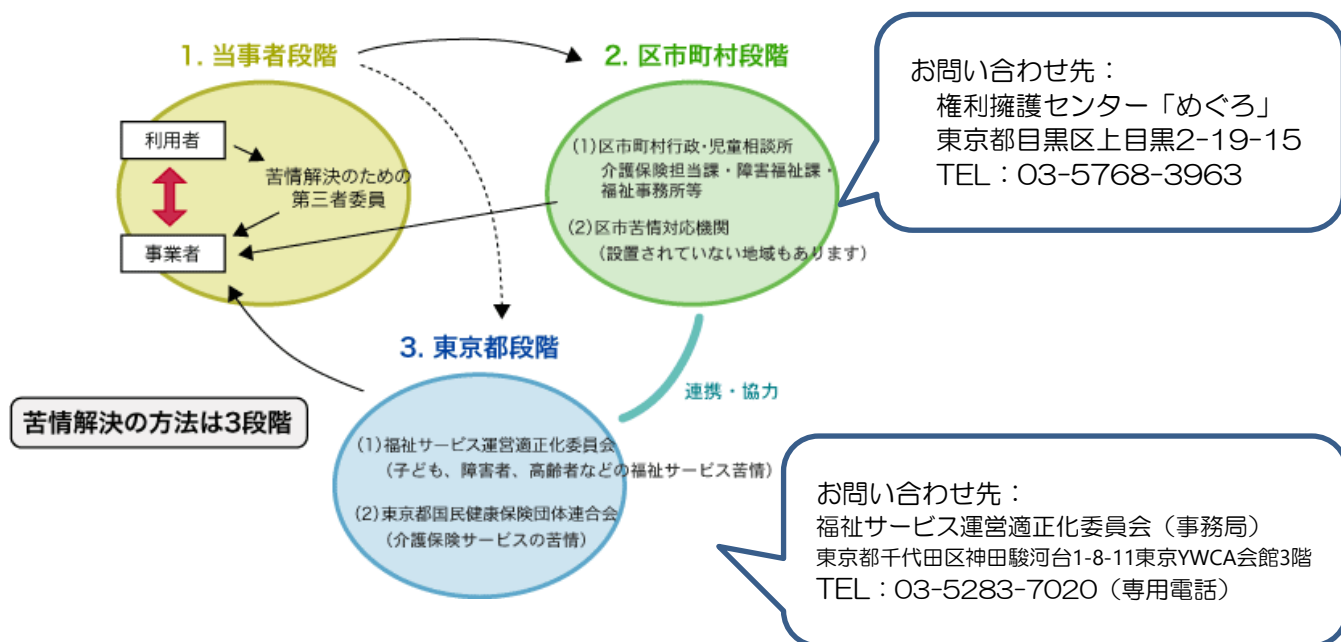 1. 当事者段階
利用者
苦情解決のための
第三者委員
事業者
2. 区市町村段階
(1)区市町村行政・児童相談所
介護保険担当課・障害福祉課・
福祉事務所等
(2)区市苦情対応機関
(設置されていない地域もあります)
お問い合わせ先：
権利擁護センター「めぐろ」
東京都目黒区上目黒2-19-15
TEL：03-5768-3963
3. 東京都段階
(1)福祉サービス運営適正化委員会
(子ども、障害者、高齢者などの福祉サービス苦情)
(2)東京都国民健康保険団体連合会
(介護保険サービスの苦情)
連携・協力
苦情解決の方法は3段階
お問い合わせ先：
福祉サービス運営適正化委員会（事務局）
東京都千代田区神田駿河台1-8-11東京YWCA会館3階
TEL：03-5283-7020（専用電話）